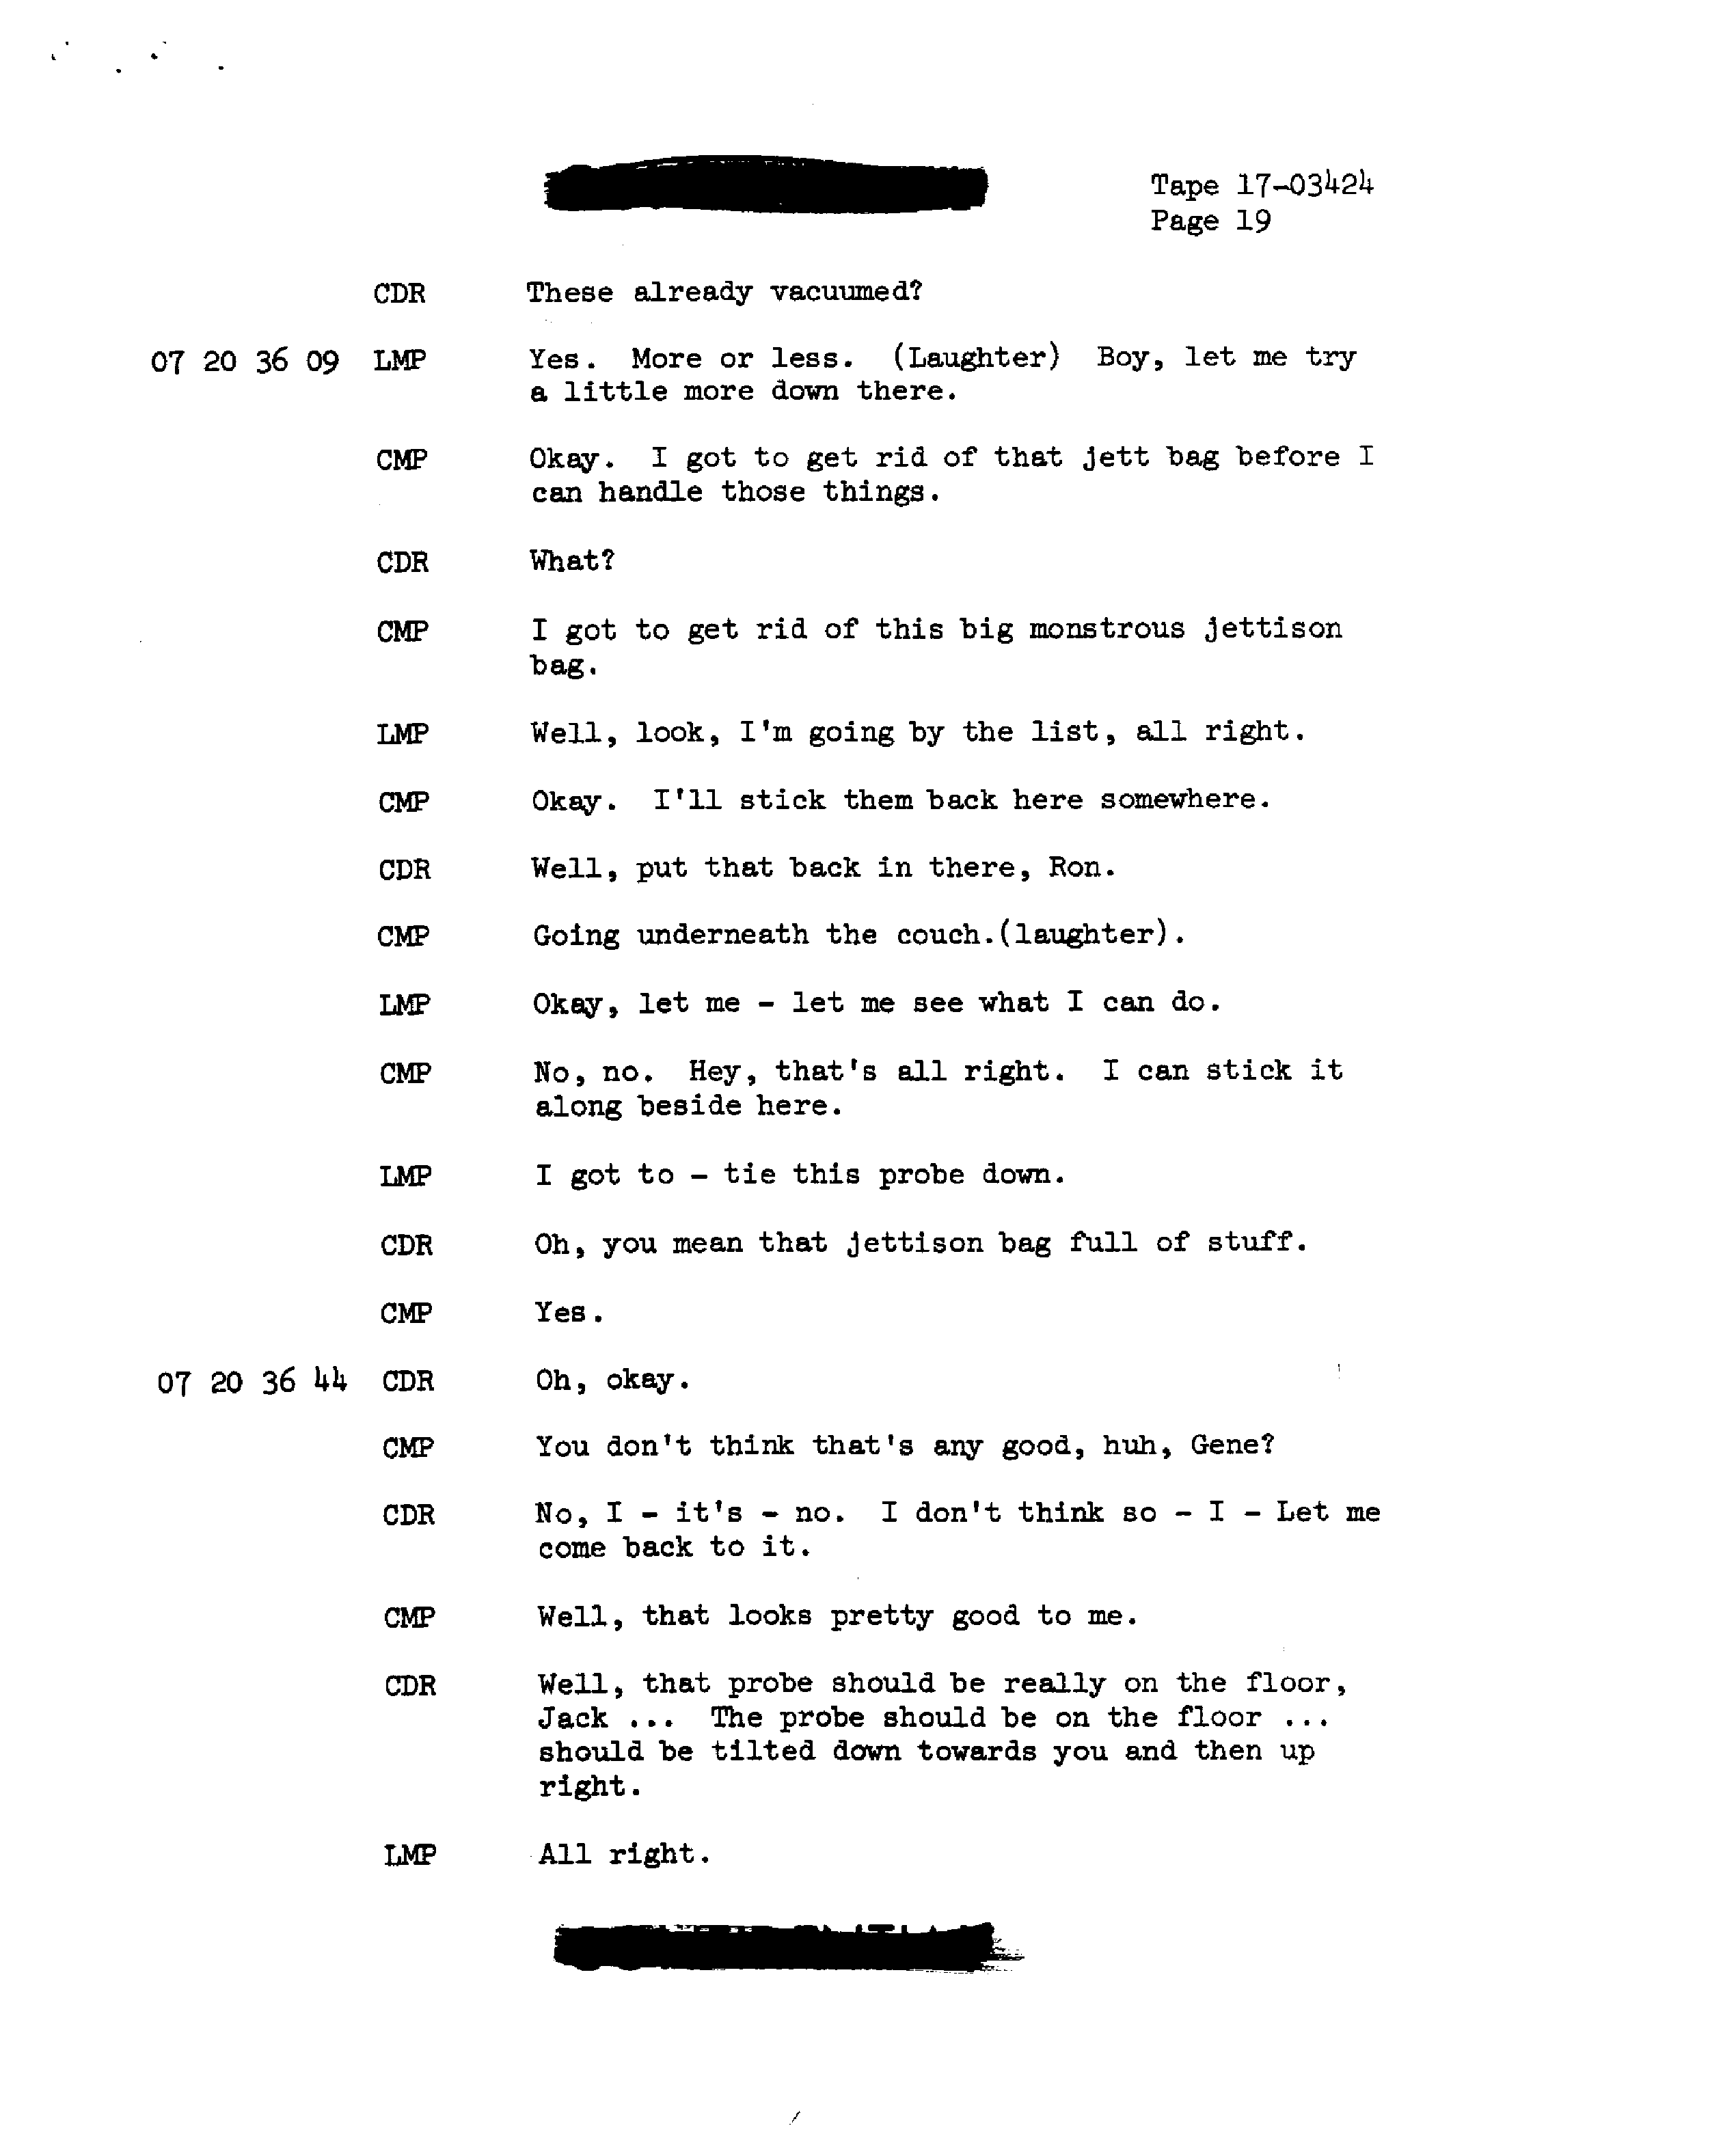 Tape 17-03424
Page 19
CDR These already vacuumed?
07 20 36 09 LMP Yes. More or less. (Laughter) Boy, let me try
a little more down there.
CMP Okay. I got to get rid of that jett bag before I
can handle those things.
CDR What?
CMP I got to get rid of this big monstrous jettison
bag.
LMP Well, look, I'm going by the list, all right.
CMP Okay. I'll stick them back here somewhere.
CDR Well, put that back in there, Ron.
CMP Going underneath the couch.(laughter).
LMP Okay, let me - let me see what I can do.
CMP No, no. Hey, that's all right. I can stick it
along beside here.
LMP I got to - tie this probe down.
CDR Oh, you mean that jettison bag full of stuff.
CMP Yes.
07 20 36 44 CDR Oh, okay.
CMP You don't think that's any good, huh, Gene?
CDR No, I - it's - no. I don't think so - I - Let me
come back to it.
CMP Well, that looks pretty good to me.
CDR Well, that probe should be really on the floor,
Jack ... The probe should be on the floor ...
should be tilted down towards you and then up
right.
LMP All right.